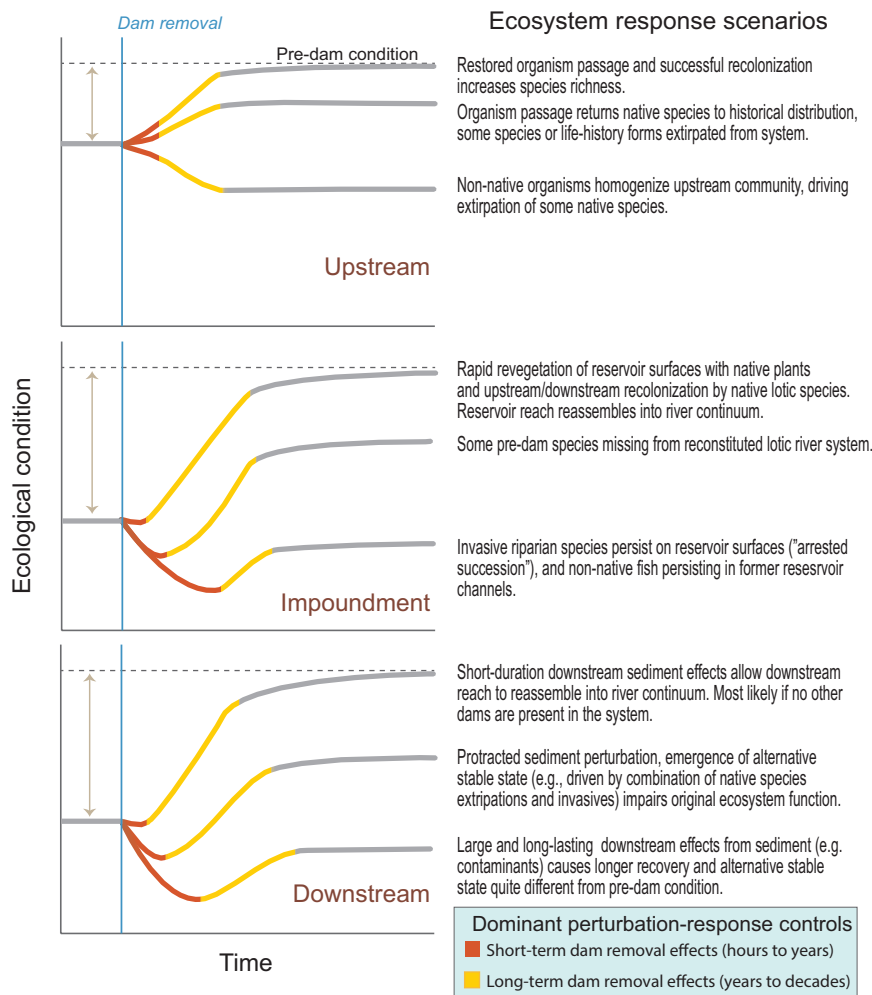 Dam removal
Ecosystem response scenarios
Pre-dam condition
Restored organism passage and successful recolonization
increases species richness.
Organism passage returns native species to historical distribution,
some species or life-history forms extirpated from system.
Non-native organisms homogenize upstream community, driving
extirpation of some native species.
Upstream
Ecological condition
Rapid revegetation of reservoir surfaces with native plants
and upstream/downstream recolonization by native lotic species.
Reservoir reach reassembles into river continuum.
Some pre-dam species missing from reconstituted lotic river system.
Invasive riparian species persist on reservoir surfaces ("arrested
succession"), and non-native fish persisting in former resesrvoir
channels.
Impoundment
Short-duration downstream sediment effects allow downstream
reach to reassemble into river continuum. Most likely if no other
dams are present in the system.
Protracted sediment perturbation, emergence of alternative
stable state (e.g., driven by combination of native species
extripations and invasives) impairs original ecosystem function.
Large and long-lasting downstream effects from sediment (e.g.
contaminants) causes longer recovery and alternative stable
state quite different from pre-dam condition.
Downstream
Time
Dominant perturbation-response controls
Short-term dam removal effects (hours to years)
Long-term dam removal effects (years to decades)